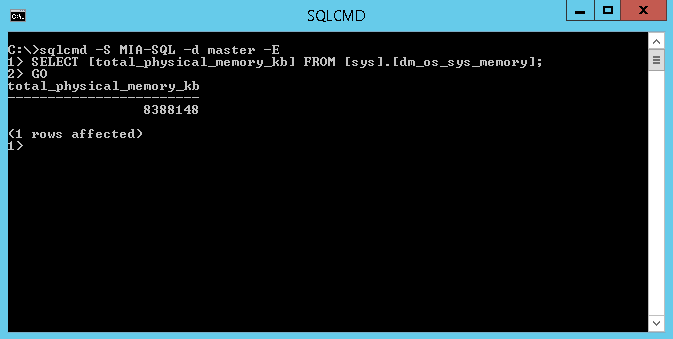 SQLCMD
C:\>sqlcmd -S MIA-SQL -d master -E
1> SELECT [total_physical_memory_kb] FROM [sys].[dm_os_sys_memory];
2> GO
total_physical_memory_kb
------------------------
                 8388148

(1 rows affected)
1>